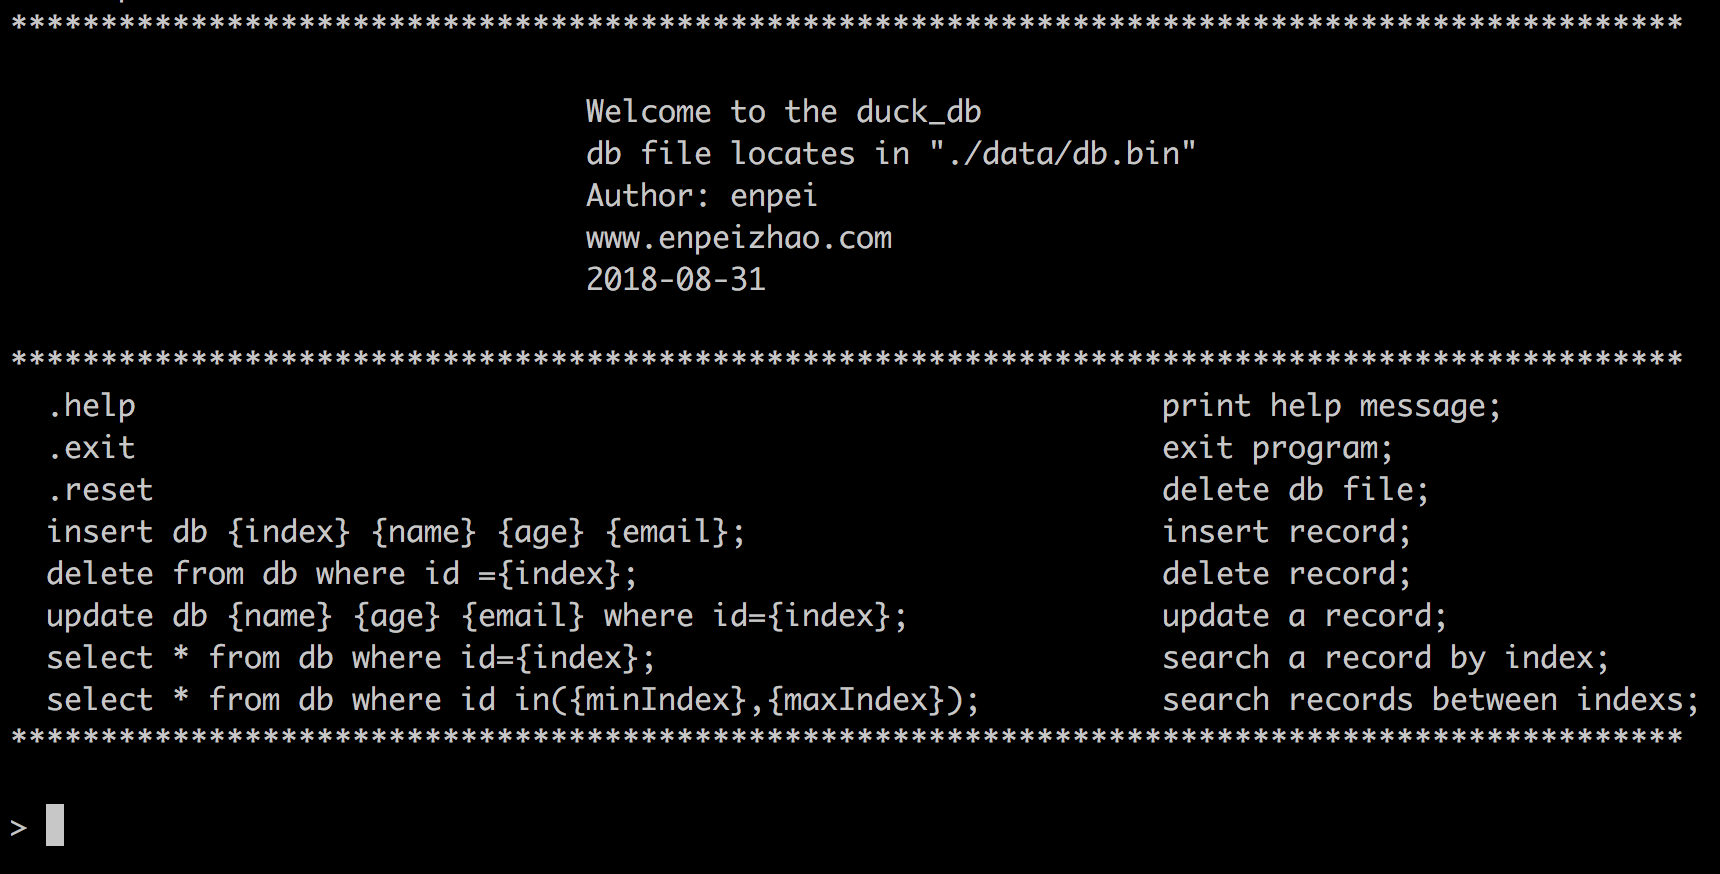 *********************************************************************************************
Welcome to the duck_db
db file locates in "./data/db.bin"
Author: enpei
www.enpeizhao.com
2018-08-31
*********************************************************************************************
.help print help message;
.exit exit program;
.reset delete db file;
insert db {index} {name} {age} {email}; insert record;
delete from db where id ={index}; delete record;
update db {name} {age} {email} where id={index}; update a record;
select * from db where id={index}; search a record by index;
select * from db where id in({minIndex},{maxIndex}); search records between indexs;
*********************************************************************************************
>